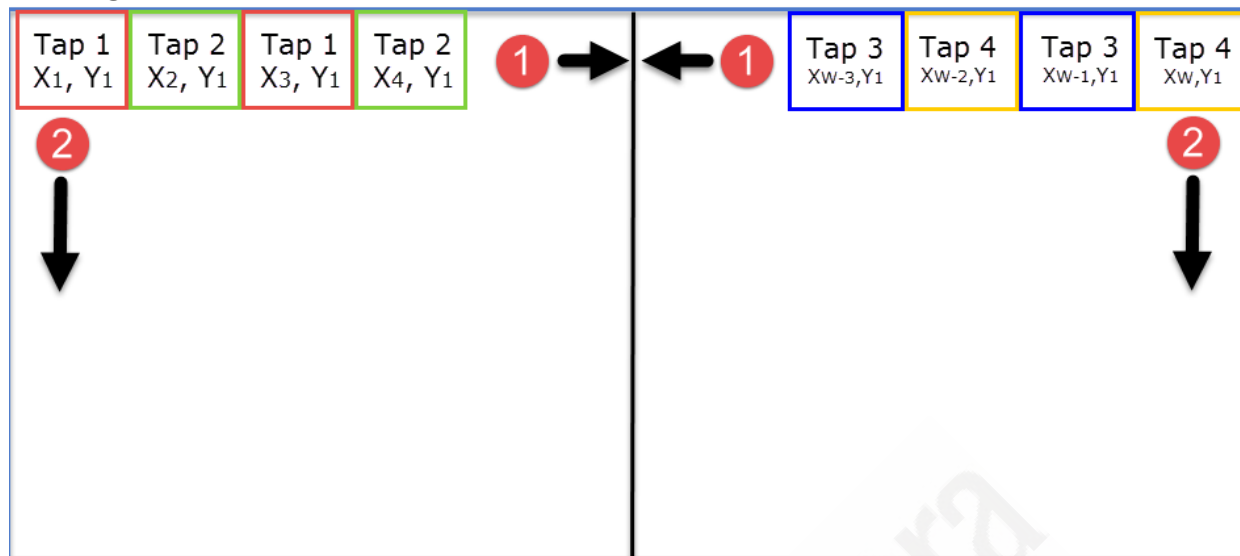 Tap 1 Tap 2 Tap 1 Tap 2 1 1 Tap 3 Tap 4 Tap 3 Tap 4
X1, Y1 X2, Y1 X3, Y1 X4, Y1 XW-3,Y1 XW-2,Y1 XW-1,Y1 XW,Y1
2 2